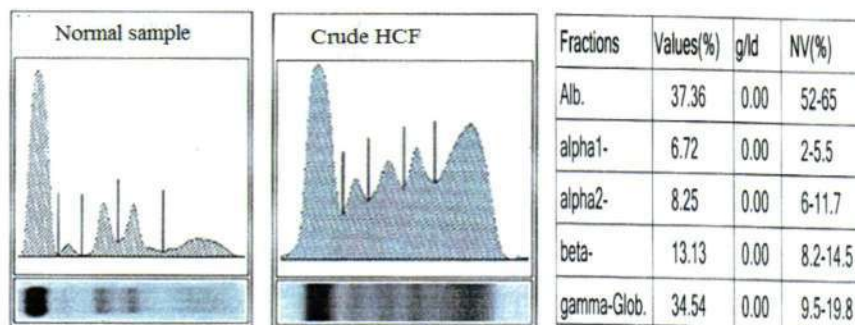 Normal sample
Crude HCF
Fractions Values(%) g/ld NV(%)
Alb. 37.36 0.00 52-65
alpha1- 6.72 0.00 2-5.5
alpha2- 8.25 0.00 6-11.7
beta- 13.13 0.00 8.2-14.5
gamma-Glob. 34.54 0.00 9.5-19.8